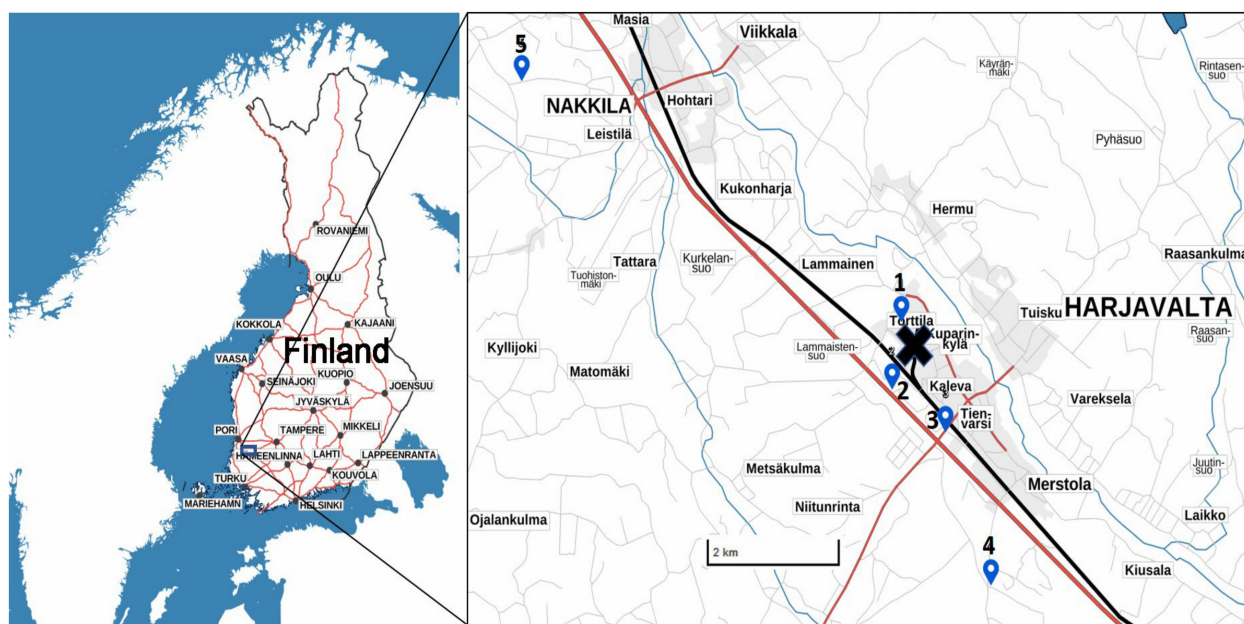 ROVANIEMI
OULU
KOKKOLA
KAJAANI
Finland
VAASA
KUOPIO
SEINÄJOKI
JOENSUU
JYVÄSKYLÄ
MIKKELI
PORI
TAMPERE
HÄMEENLINNA
LAHTI
LAPPEENRANTA
KOUVOLA
TURKU
MARIEHAMN
HELSINKI
Masia
Viikkala
5
Käyrän-
mäki
Rintasen-
suo
NAKKILA
Hohtari
Leistilä
Pyhäsuo
Kukonharja
Hermu
Tattara
Kurkelan-
suo
Lammainen
Raasankulma
Tuohiston-
mäki
1
Tuisku
HARJAVALTA
Torttila
Kuparin-
kylä
Raasan-
suo
Kyllijoki
Lammaisten-
suo
Matomäki
2
Kaleva
Vareksela
3
Tien-
varsi
Metsäkulma
Merstola
Juutin-
suo
Niitunrinta
Ojalankulma
Laikko
2 km
4
Kiusala